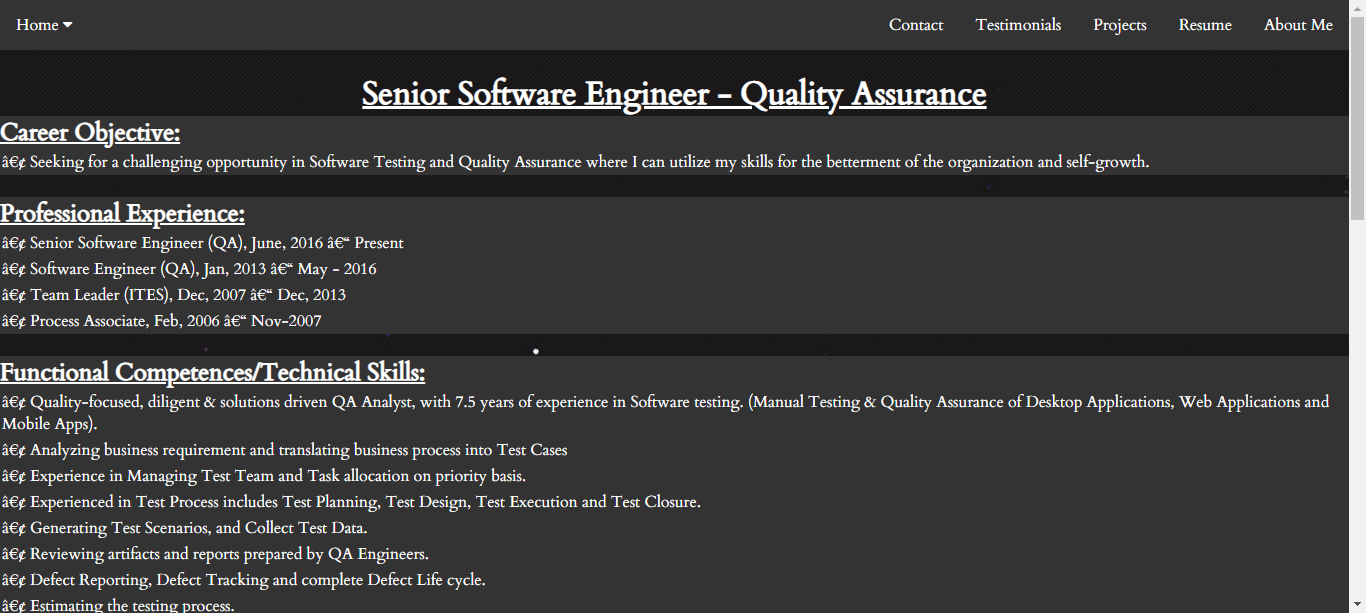 Home
Contact Testimonials Projects Resume About Me
Senior Software Engineer - Quality Assurance
Career Objective:
â€¢ Seeking for a challenging opportunity in Software Testing and Quality Assurance where I can utilize my skills for the betterment of the organization and self-growth.
Professional Experience:
â€¢ Senior Software Engineer (QA), June, 2016 â€“ Present
â€¢ Software Engineer (QA), Jan, 2013 â€“ May - 2016
â€¢ Team Leader (ITES), Dec, 2007 â€“ Dec, 2013
â€¢ Process Associate, Feb, 2006 â€“ Nov-2007
Functional Competences/Technical Skills:
â€¢ Quality-focused, diligent & solutions driven QA Analyst, with 7.5 years of experience in Software testing. (Manual Testing & Quality Assurance of Desktop Applications, Web Applications and
Mobile Apps).
â€¢ Analyzing business requirement and translating business process into Test Cases
â€¢ Experience in Managing Test Team and Task allocation on priority basis.
â€¢ Experienced in Test Process includes Test Planning, Test Design, Test Execution and Test Closure.
â€¢ Generating Test Scenarios, and Collect Test Data.
â€¢ Reviewing artifacts and reports prepared by QA Engineers.
â€¢ Defect Reporting, Defect Tracking and complete Defect Life cycle.
â€¢ Estimating the testing process.